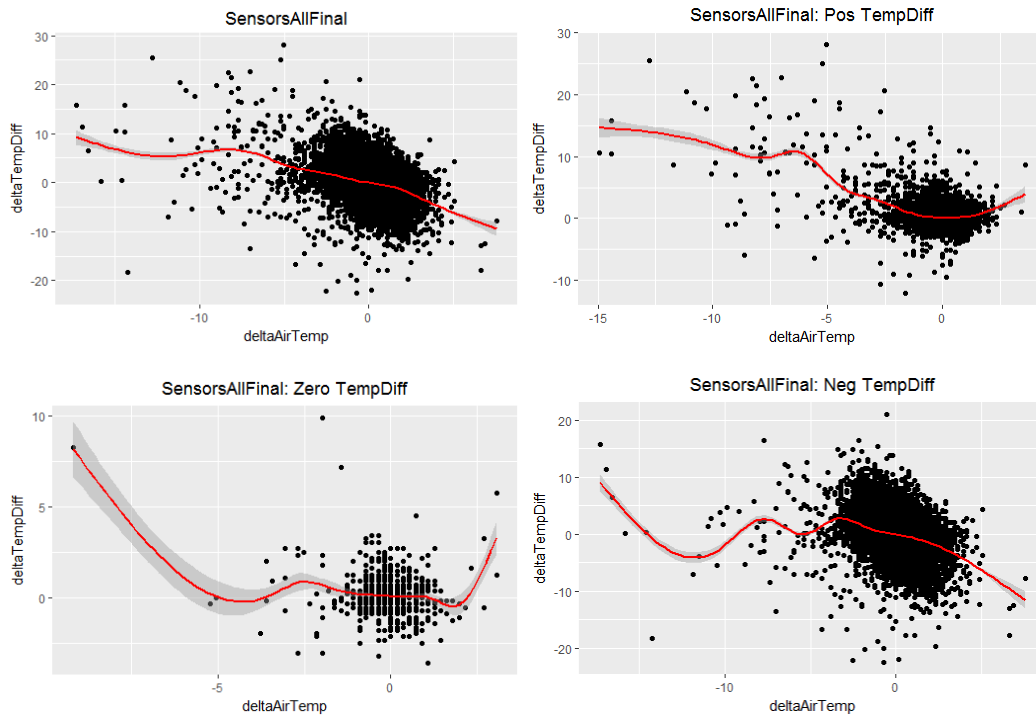 SensorsAllFinal
30
20
10
0
-10
-20
-10
0
deltaTempDiff
deltaAirTemp
SensorsAllFinal: Pos TempDiff
30
20
10
0
-10
-15
-10
-5
0
deltaTempDiff
deltaAirTemp
SensorsAllFinal: Zero TempDiff
10
5
0
-5
0
deltaTempDiff
deltaAirTemp
SensorsAllFinal: Neg TempDiff
20
10
0
-10
-20
-10
0
deltaTempDiff
deltaAirTemp